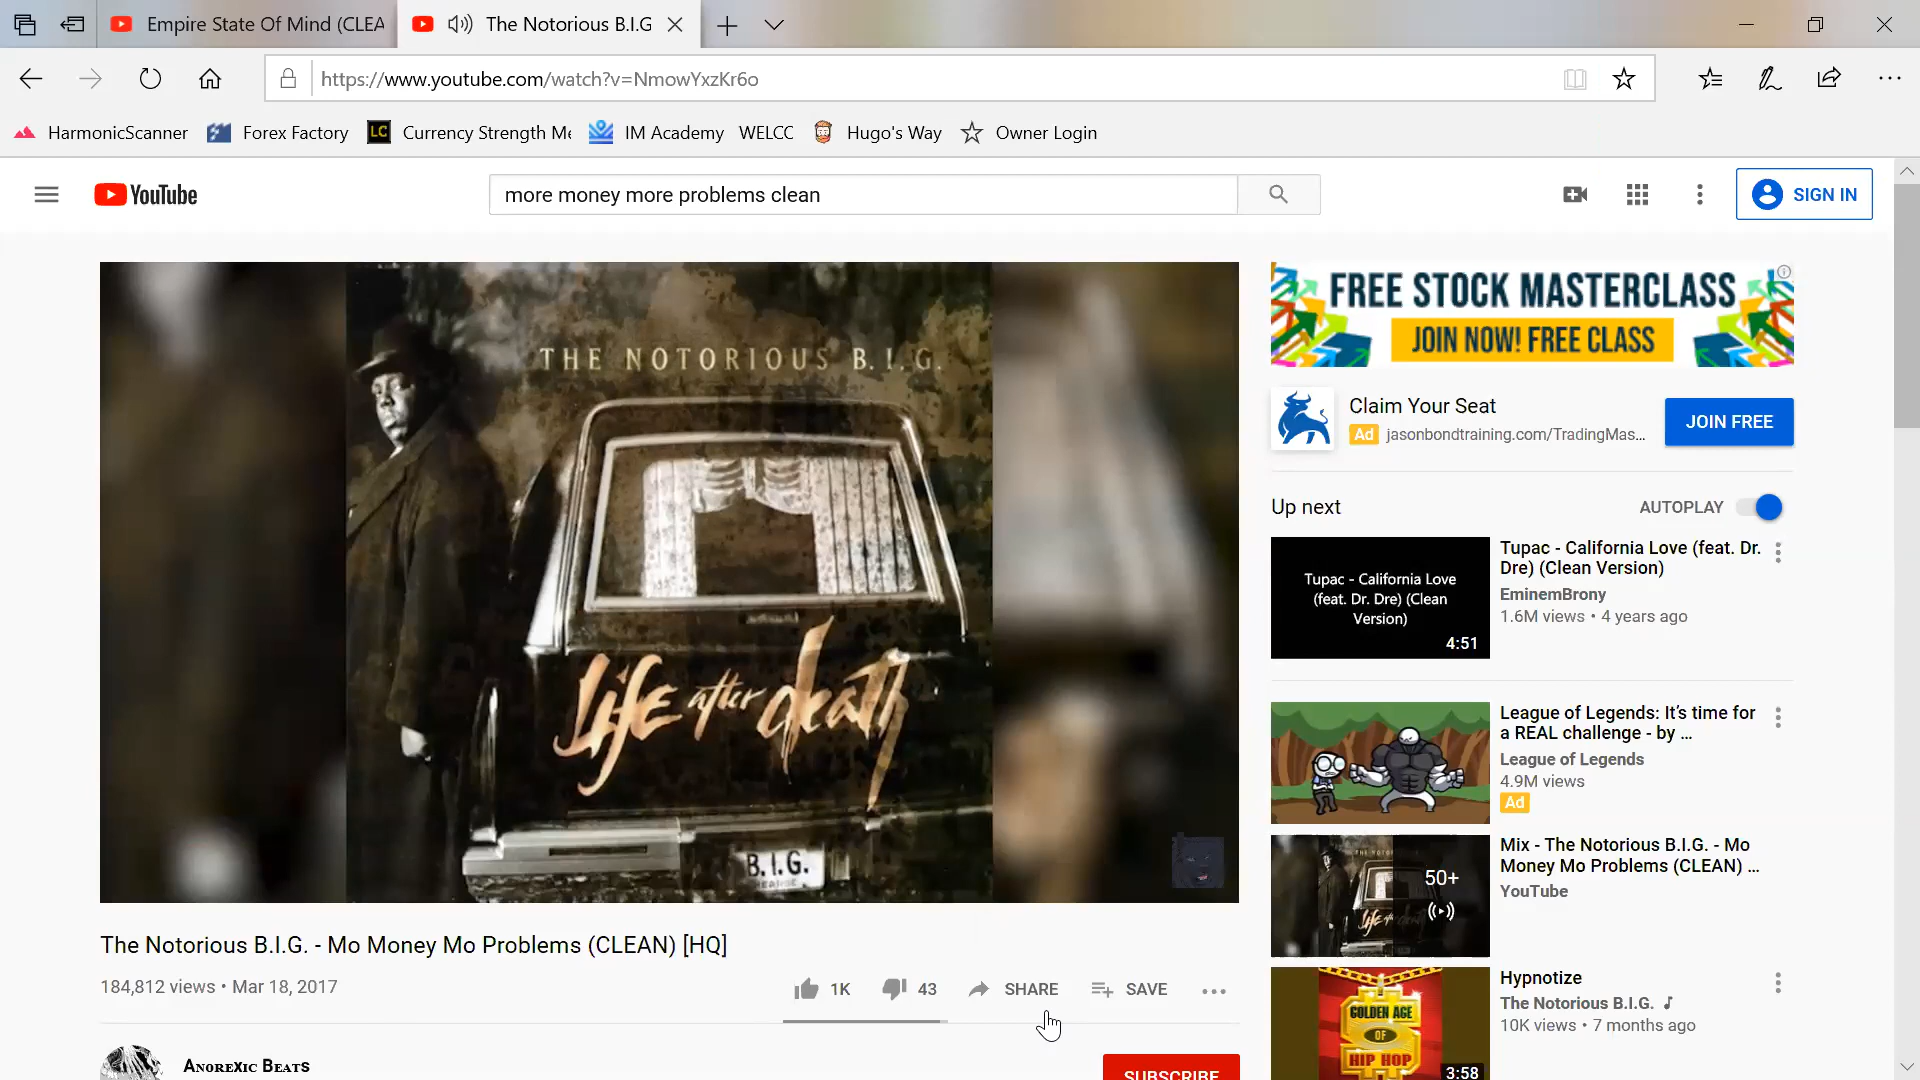 Empire State Of Mind (CLEA
The Notorious B.I.G
https://www.youtube.com/watch?v=NmowYxzKr6o
HarmonicScanner
Forex Factory
LC
Currency Strength Me
IM Academy
WELCC
Hugo's Way
Owner Login
YouTube
more money more problems clean
SIGN IN
THE NOTORIOUS B.I.G.
Life after death
B.I.G.
The Notorious B.I.G. - Mo Money Mo Problems (CLEAN) [HQ]
184,812 views • Mar 18, 2017
1K
43
SHARE
SAVE
Anorexic Beats
SUBSCRIBE
FREE STOCK MASTERCLASS
JOIN NOW! FREE CLASS
Claim Your Seat
Ad jasonbondtraining.com/TradingMas...
JOIN FREE
Up next
AUTOPLAY
Tupac - California Love
(feat. Dr. Dre) (Clean
Version)
4:51
Tupac - California Love (feat. Dr.
Dre) (Clean Version)
EminemBrony
1.6M views • 4 years ago
League of Legends: It's time for
a REAL challenge - by ...
League of Legends
4.9M views
Ad
50+
Mix - The Notorious B.I.G. - Mo
Money Mo Problems (CLEAN) ...
YouTube
GOLDEN AGE
OF
HIP HOP
3:58
Hypnotize
The Notorious B.I.G.
10K views • 7 months ago